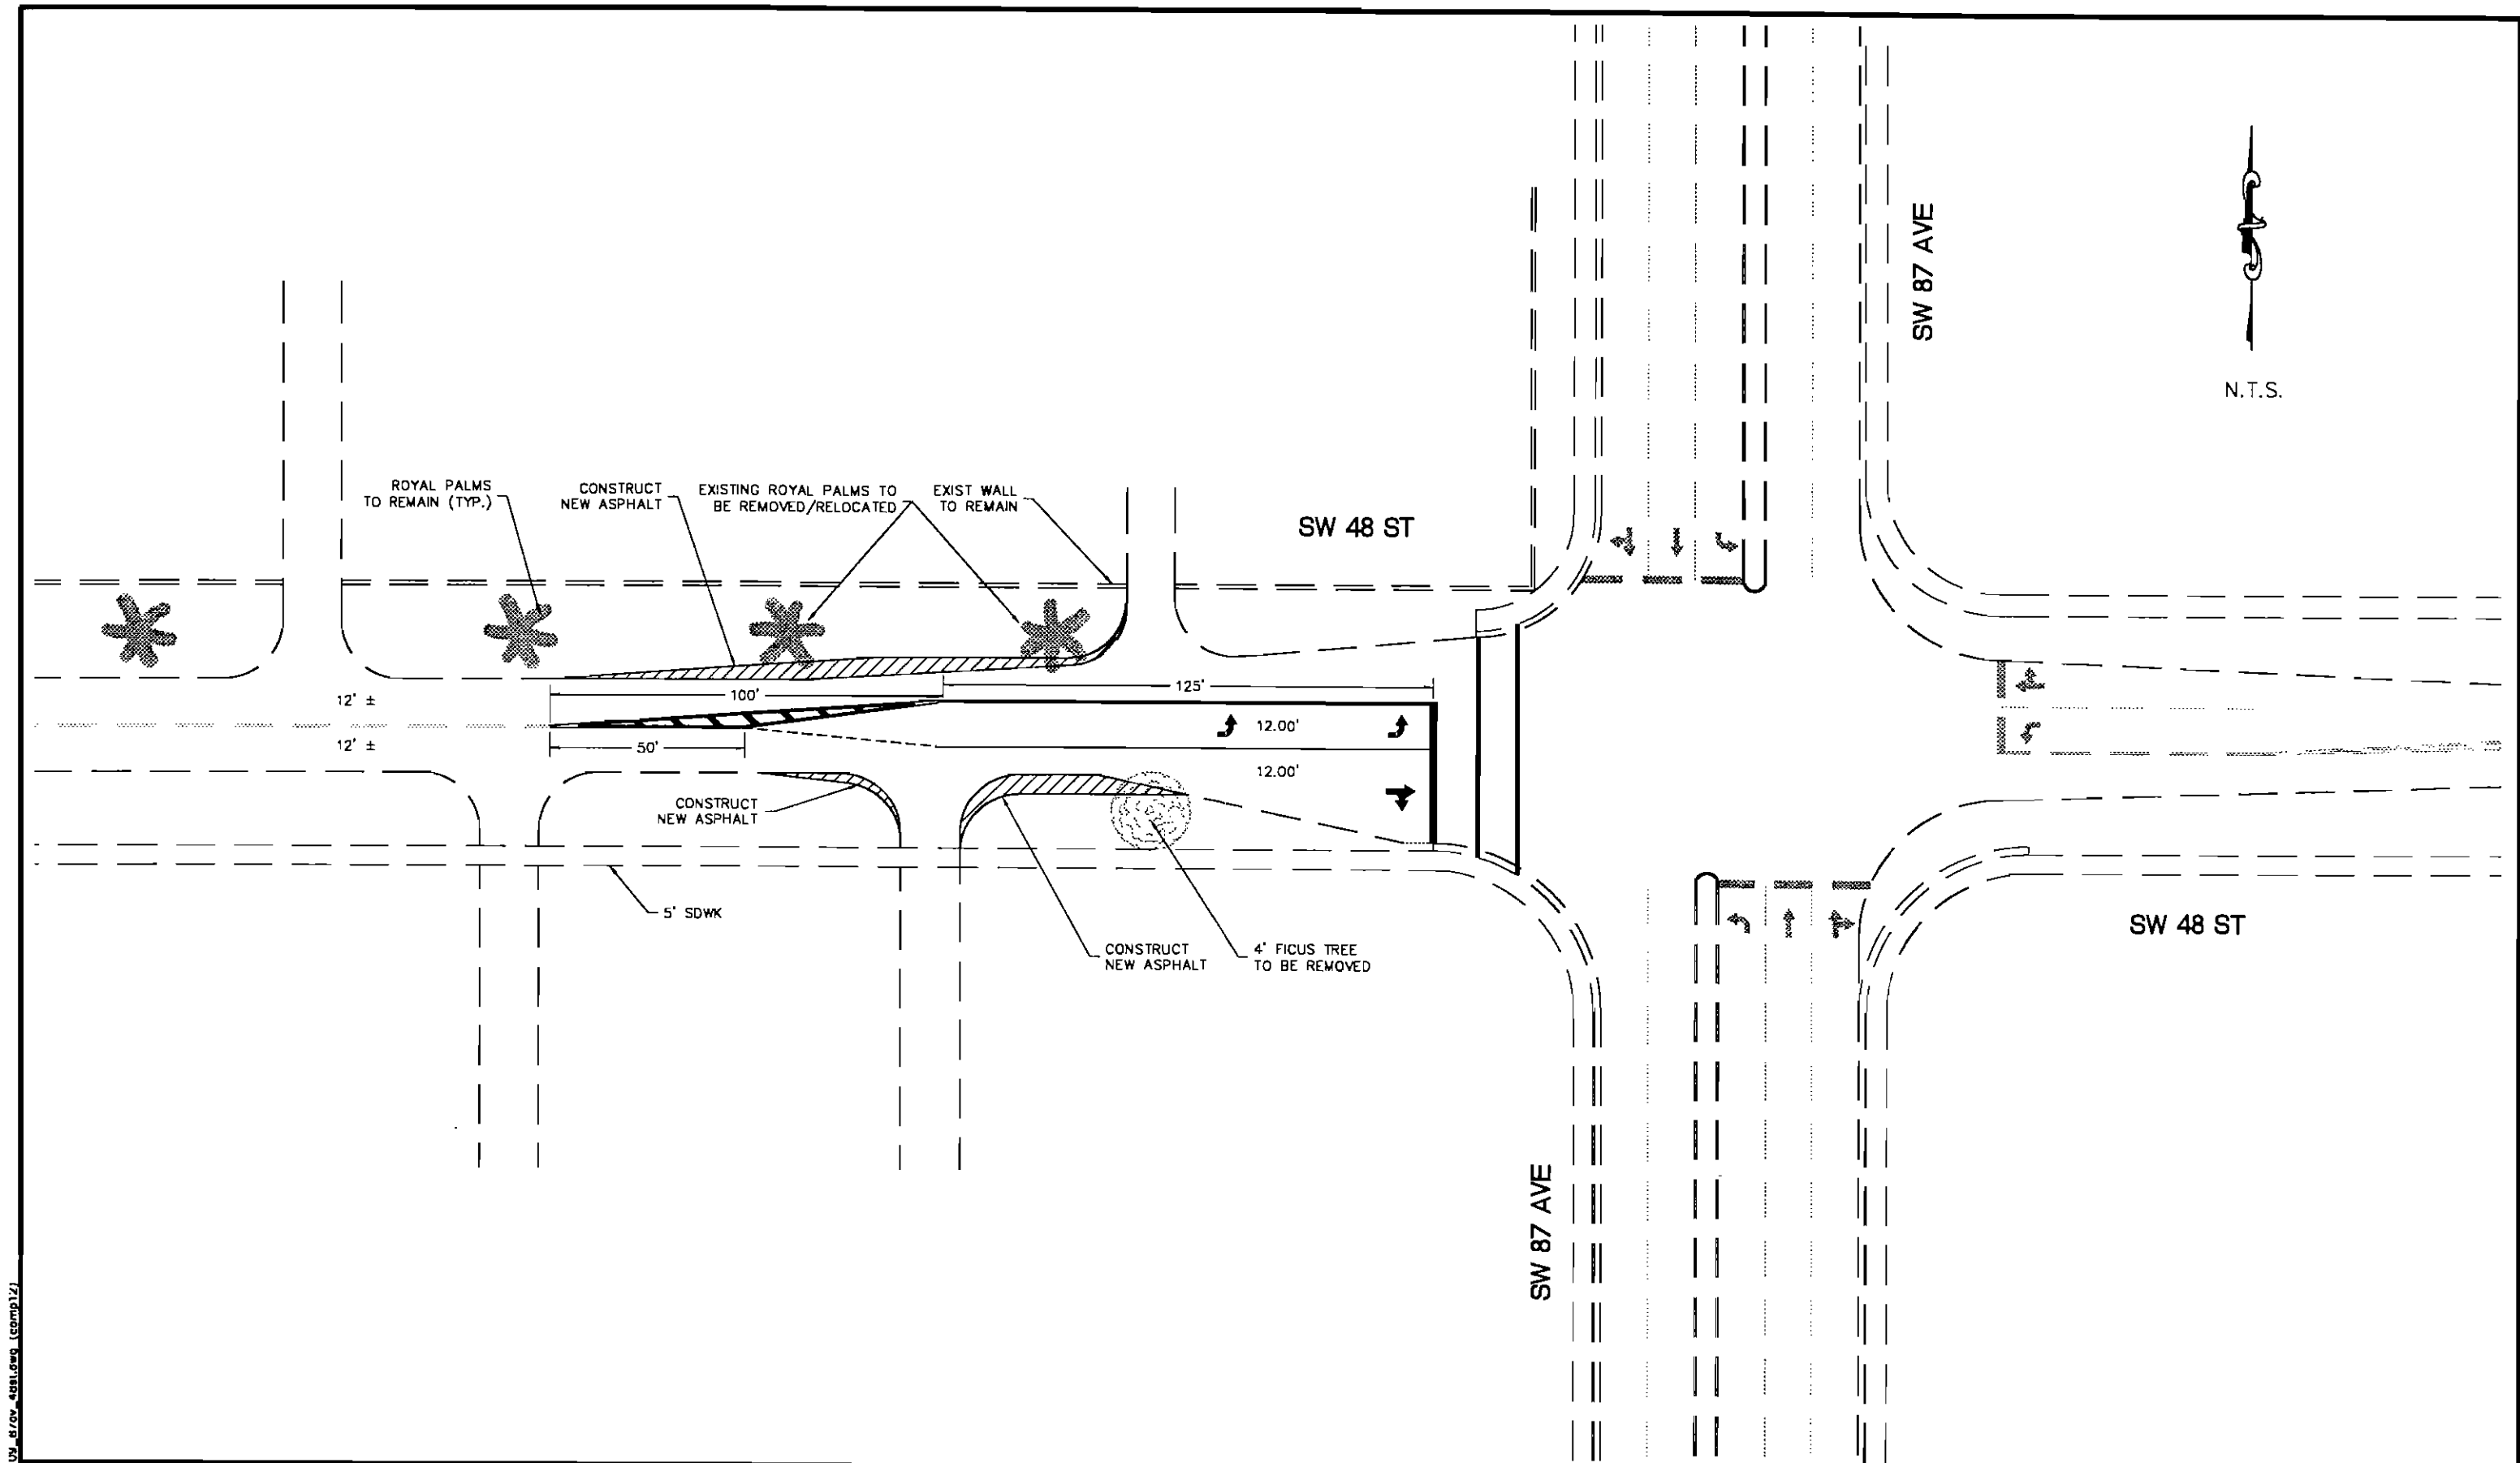 SW 87 AVE
N.T.S.
ROYAL PALMS
TO REMAIN (TYP.)
CONSTRUCT
NEW ASPHALT
EXISTING ROYAL PALMS TO
BE REMOVED/RELOCATED
EXIST WALL
TO REMAIN
SW 48 ST
12' ±
100'
125'
12.00'
12' ±
50'
12.00'
CONSTRUCT
NEW ASPHALT
5' SDWK
CONSTRUCT
NEW ASPHALT
4' FICUS TREE
TO BE REMOVED
SW 48 ST
SW 87 AVE
(comp12)